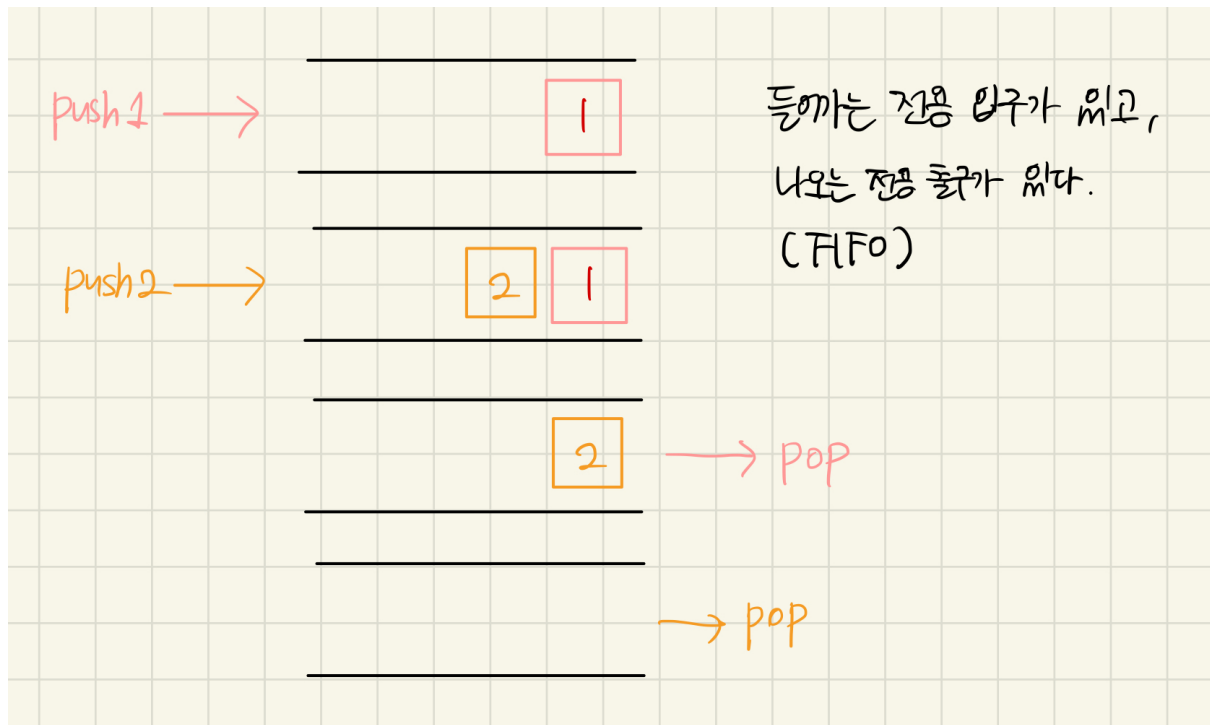 push1
1
들어가는 전용 입구가 있고,
나오는 전용 출구가 있다.
(FIFO)
push2
2 1
2
pop
pop